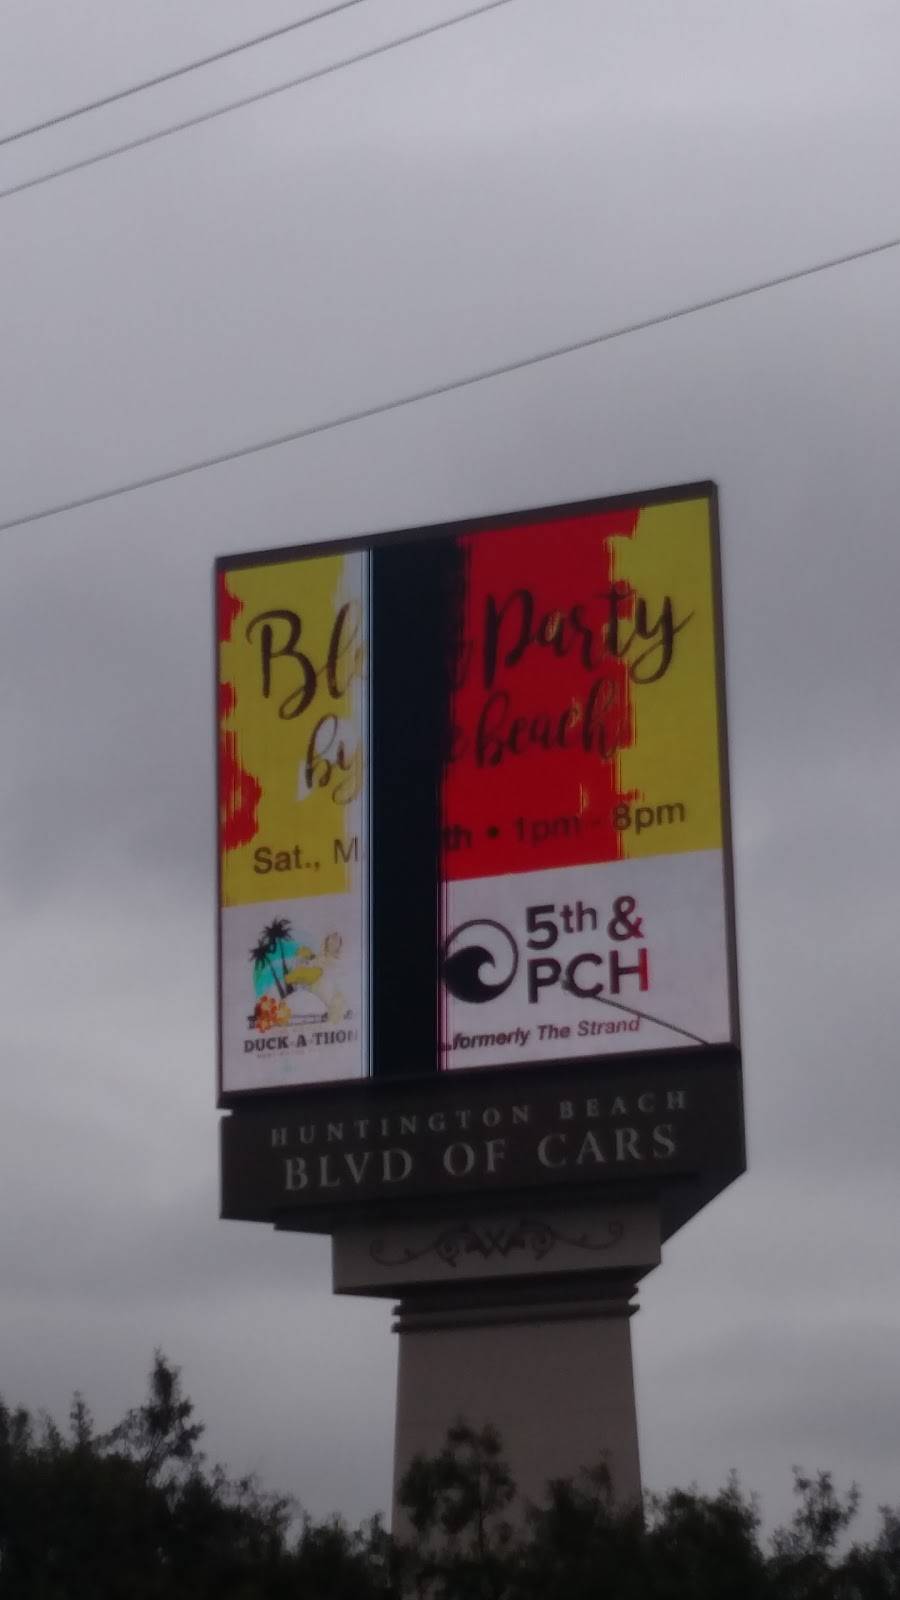 Party
by beach
Sat., M th • 1pm - 8pm
5th &
PCH
formerly The Strand
DUCK-A-THON
HUNTINGTON BEACH
BLVD OF CARS